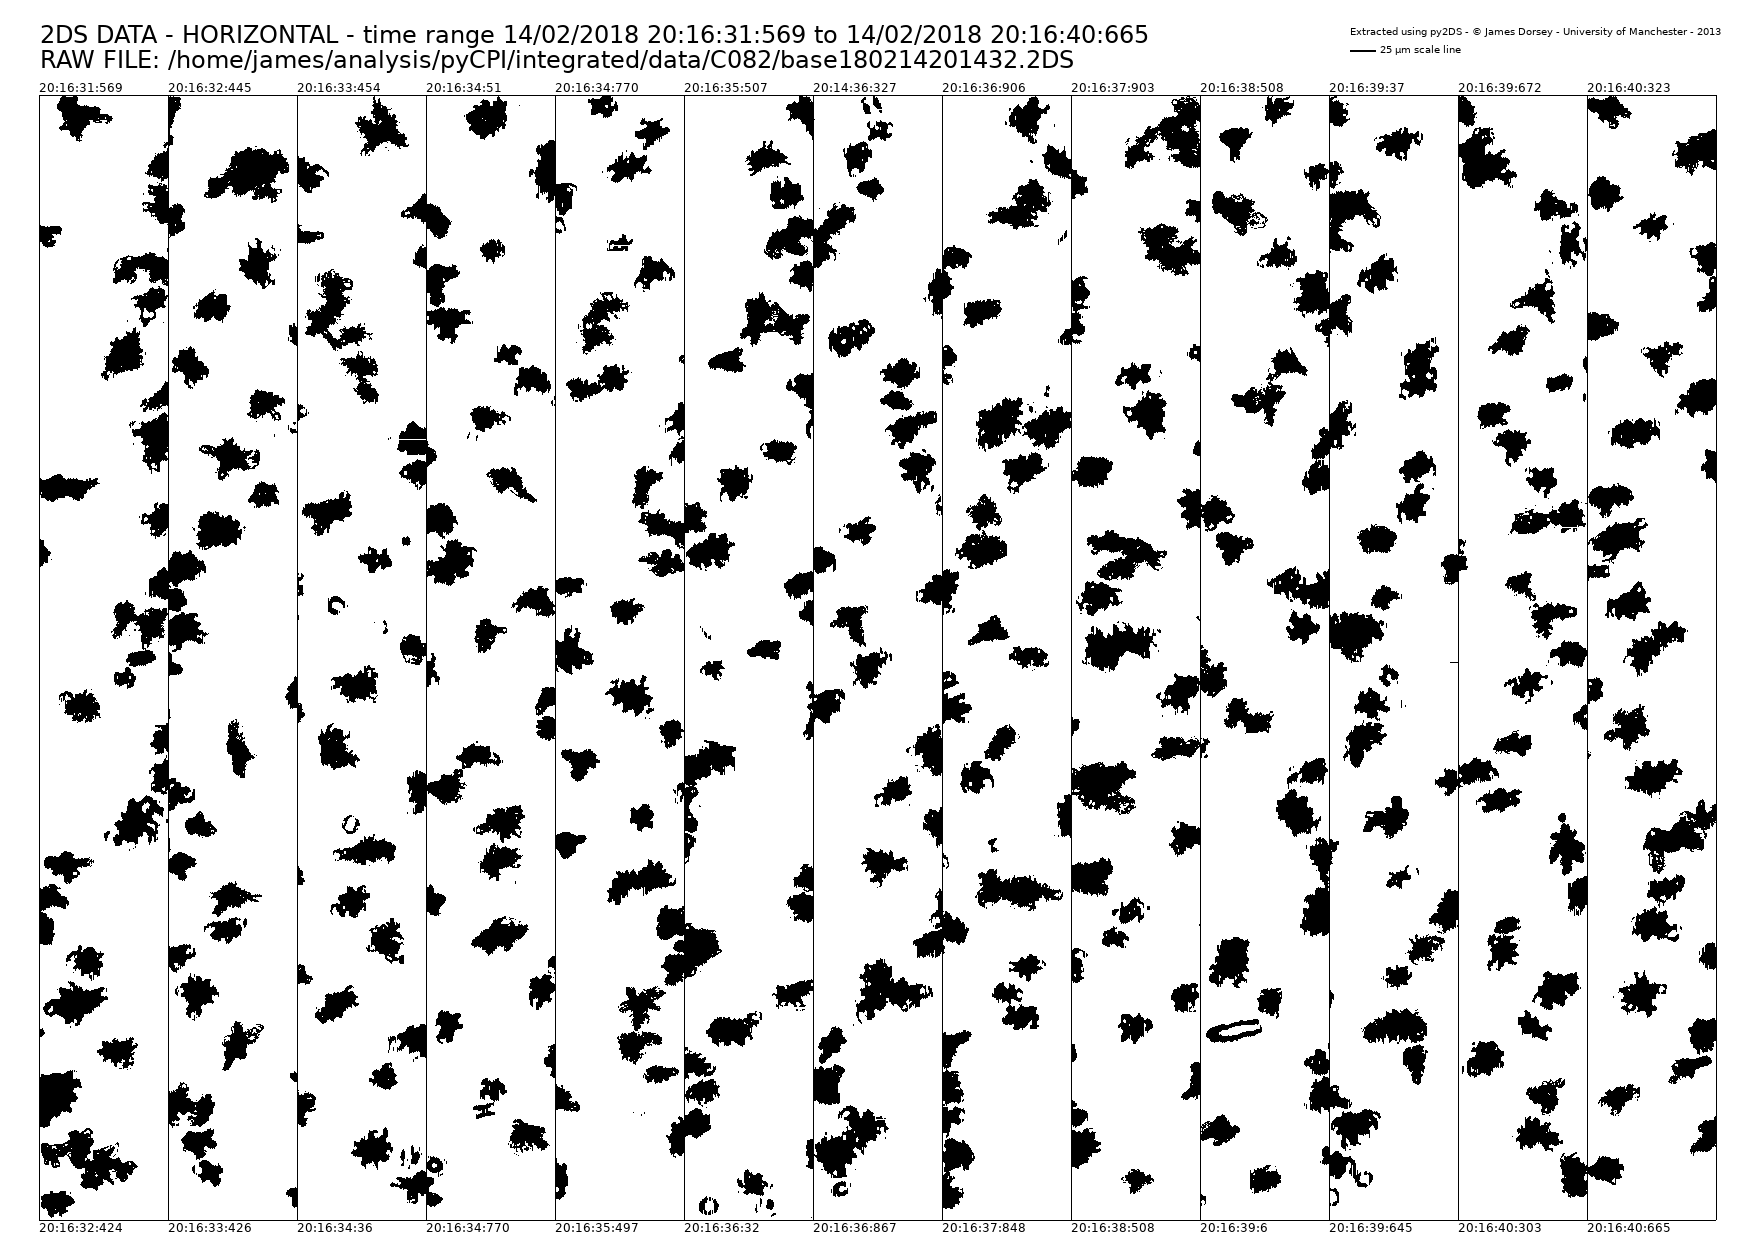 2DS DATA - HORIZONTAL - time range 14/02/2018 20:16:31:569 to 14/02/2018 20:16:40:665
RAW FILE: /home/james/analysis/pyCPI/integrated/data/C082/base180214201432.2DS
Extracted using py2DS - © James Dorsey - University of Manchester - 2013
25 µm scale line
20:16:31:569 20:16:32:445 20:16:33:454 20:16:34:51 20:16:34:770 20:16:35:507 20:14:36:327 20:16:36:906 20:16:37:903 20:16:38:508 20:16:39:37 20:16:39:672 20:16:40:323
20:16:32:424 20:16:33:426 20:16:34:36 20:16:34:770 20:16:35:497 20:16:36:32 20:16:36:867 20:16:37:848 20:16:38:508 20:16:39:6 20:16:39:645 20:16:40:303 20:16:40:665